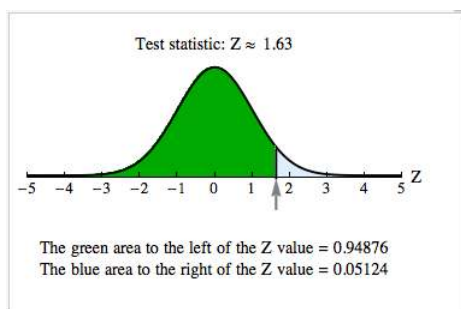 Test statistic: Z ≈ 1.63
Z
-5 -4 -3 -2 -1 0 1 2 3 4 5
The green area to the left of the Z value = 0.94876
The blue area to the right of the Z value = 0.05124